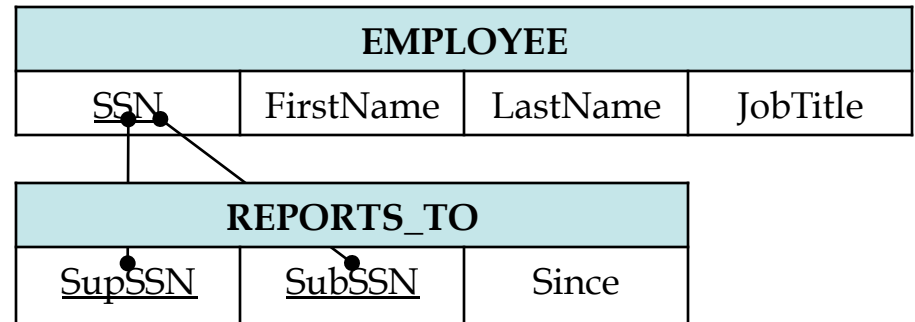 EMPLOYEE
SSN FirstName LastName JobTitle
REPORTS_TO
SupSSN SubSSN Since